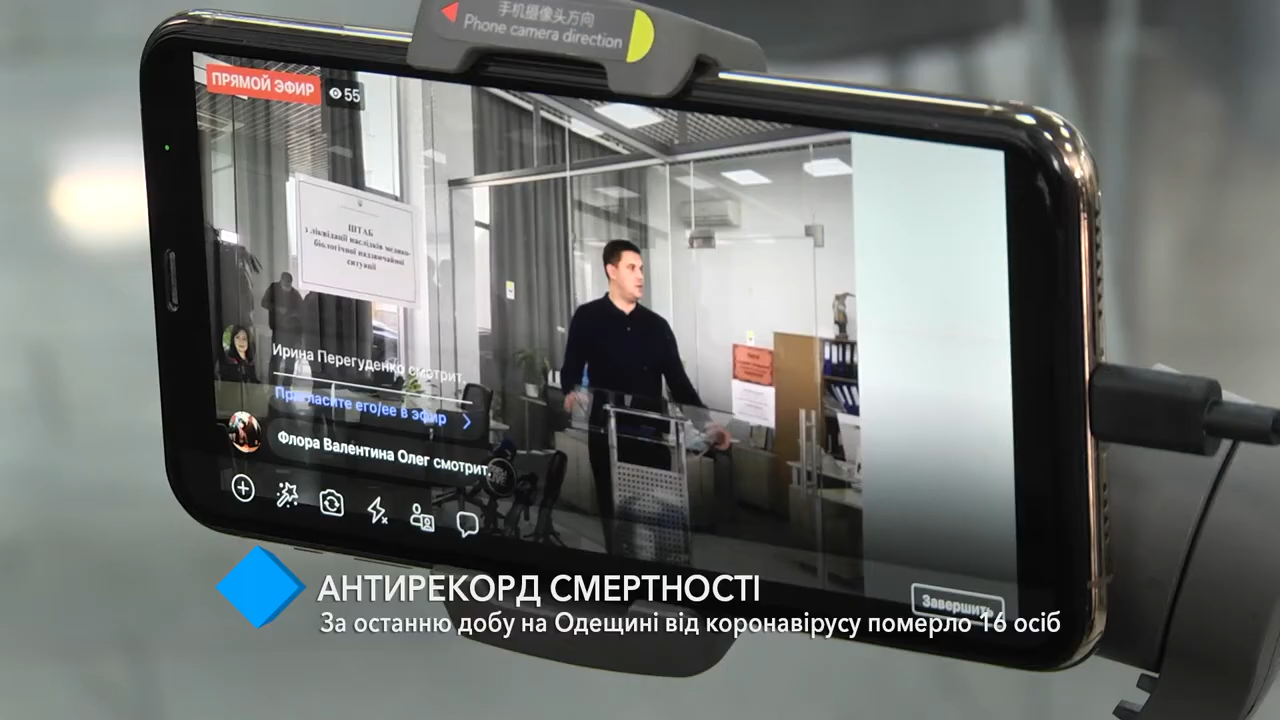 手机摄像头方向
Phone camera direction
ПРЯМОЙ ЭФИР
55
ШТАБ
з ліквідації наслідків медико-
біологічної надзвичайної
ситуації
Ирина Перегуденко смотрит
Пригласите его/ее в эфир
Флора Валентина Олег смотрит
Завершить
АНТИРЕКОРД СМЕРТНОСТІ
За останню добу на Одещині від коронавірусу померло 16 осіб